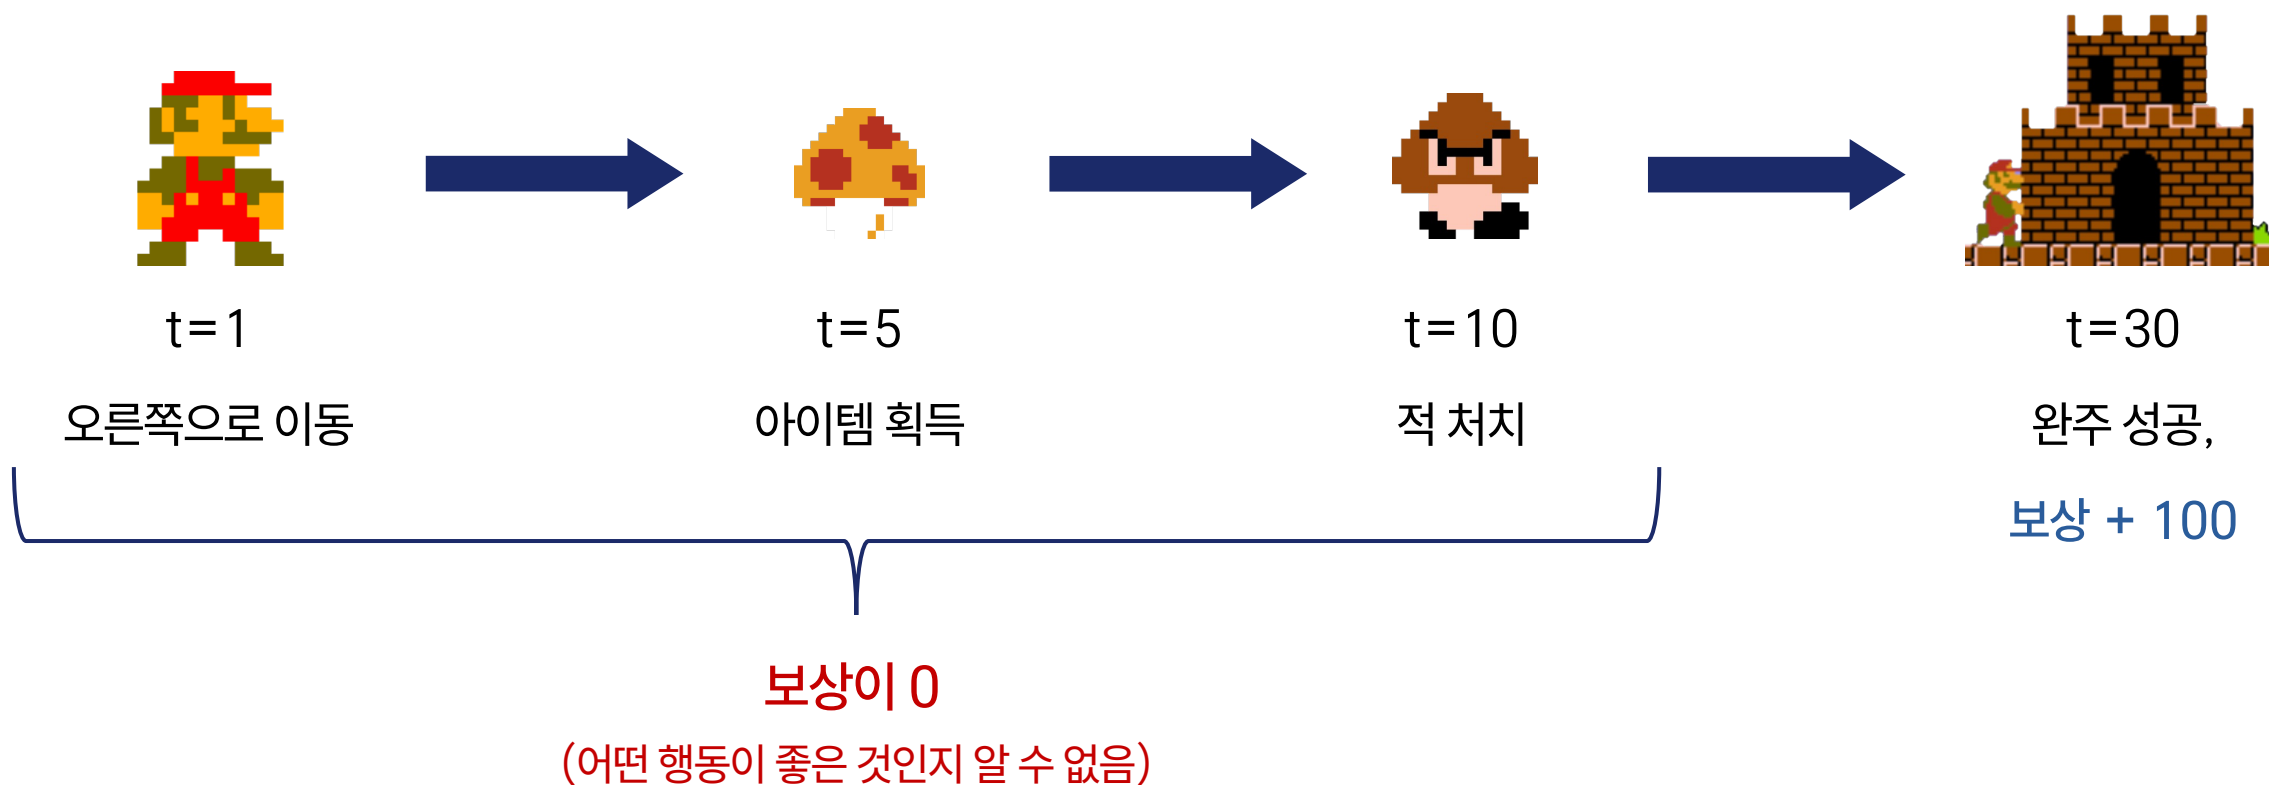 t=1
오른쪽으로 이동
t=5
아이템 획득
t=10
적 처치
t=30
완주 성공,
보상 + 100
보상이 0
(어떤 행동이 좋은 것인지 알 수 없음)